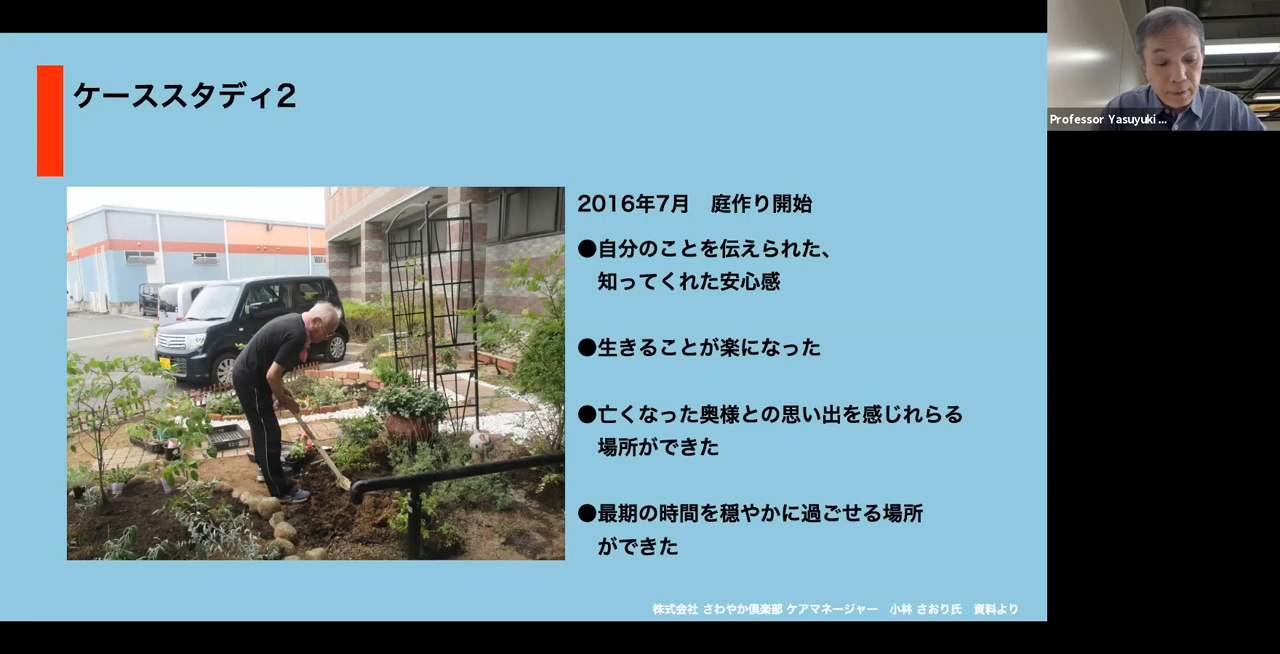 ケーススタディ2
2016年7月　庭作り開始
●自分のことを伝えられた、
知ってくれた安心感
●生きることが楽になった
●亡くなった奥様との思い出を感じれらる
場所ができた
●最期の時間を穏やかに過ごせる場所
ができた
株式会社 さわやか倶楽部 ケアマネージャー　小林 さおり氏　資料より
Professor Yasuyuki ...